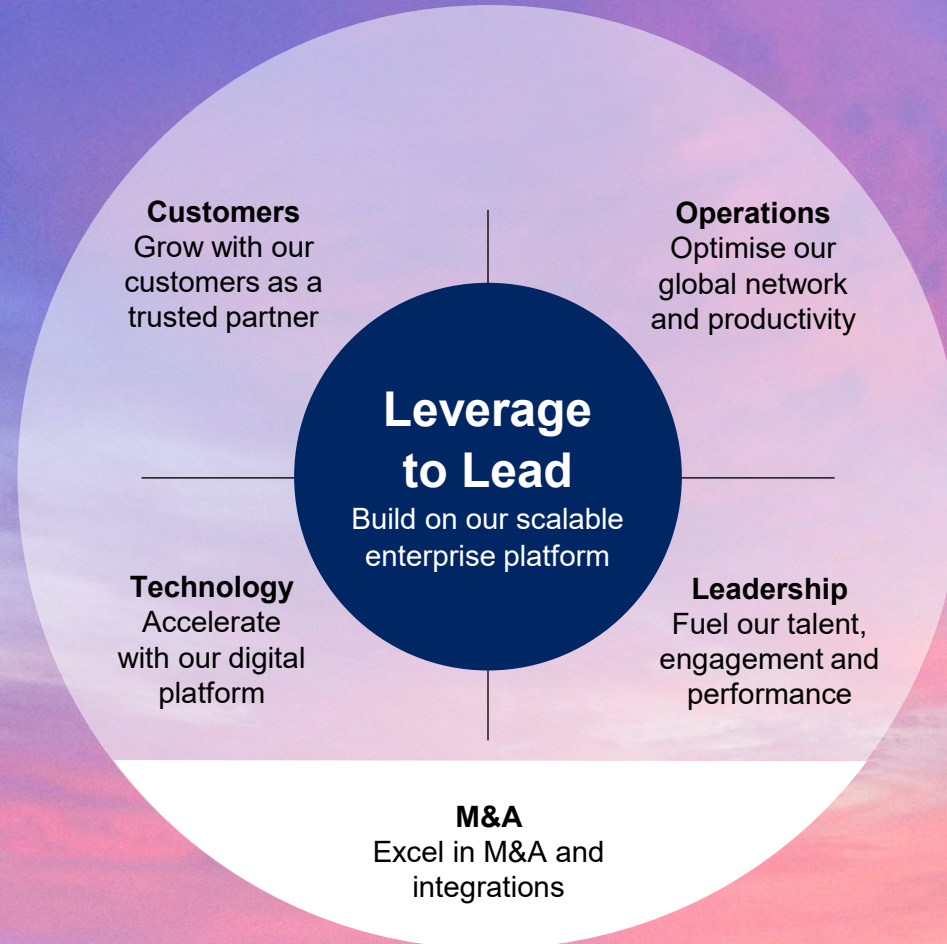 Customers
Grow with our
customers as a
trusted partner
Operations
Optimise our
global network
and productivity
Leverage
to Lead
Build on our scalable
enterprise platform
Technology
Accelerate
with our digital
platform
Leadership
Fuel our talent,
engagement and
performance
M&A
Excel in M&A and
integrations